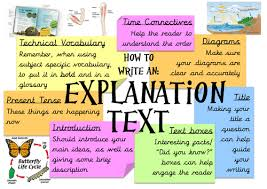 Time Connectives
Help the reader to
understand the order
Technical Vocabulary
Remember, when using
subject specific vocabulary,
to put it in bold and in a
glossary
HOW TO
WRITE AN:
EXPLANATION
TEXT
Diagrams
Make sure
your diagrams
are clear and
accurately
Present Tense
These things are
happening now
Title
Making
your title a
question
can help
guide your
writing
Introduction
Should introduce your
main ideas, as well as
giving some brief
description
Text boxes
Interesting facts/
"Did you know?"
boxes can help
engage the reader
Butterfly
Life Cycle